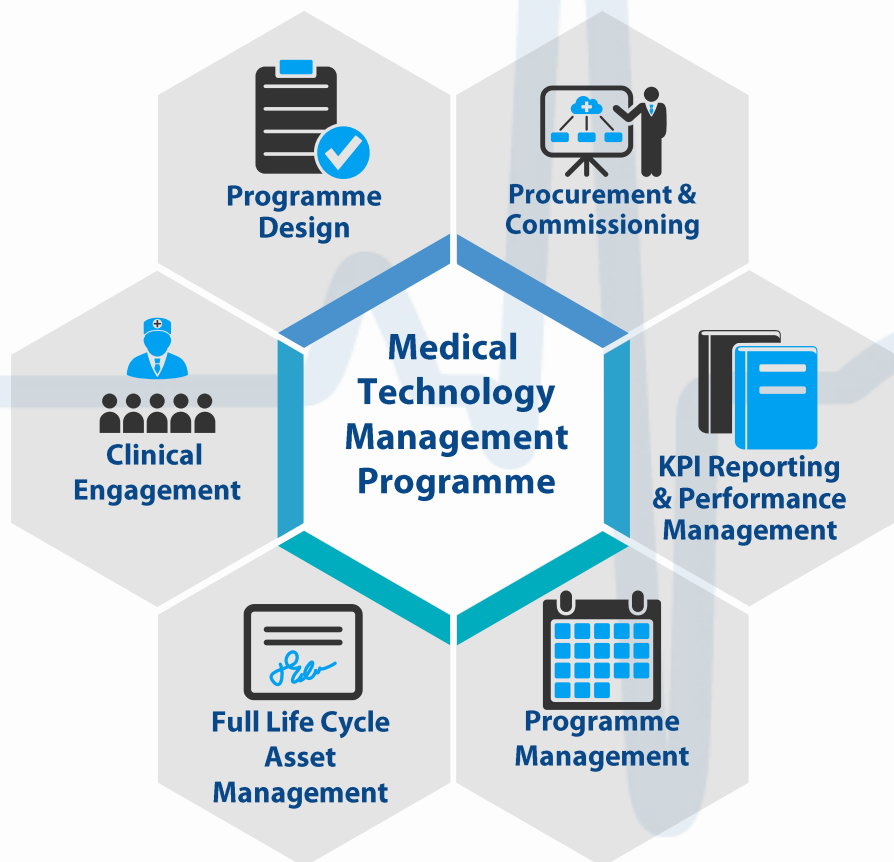 Programme
Design
Procurement &
Commissioning
Medical
Technology
Management
Programme
Clinical
Engagement
KPI Reporting
& Performance
Management
Full Life Cycle
Asset
Management
Programme
Management